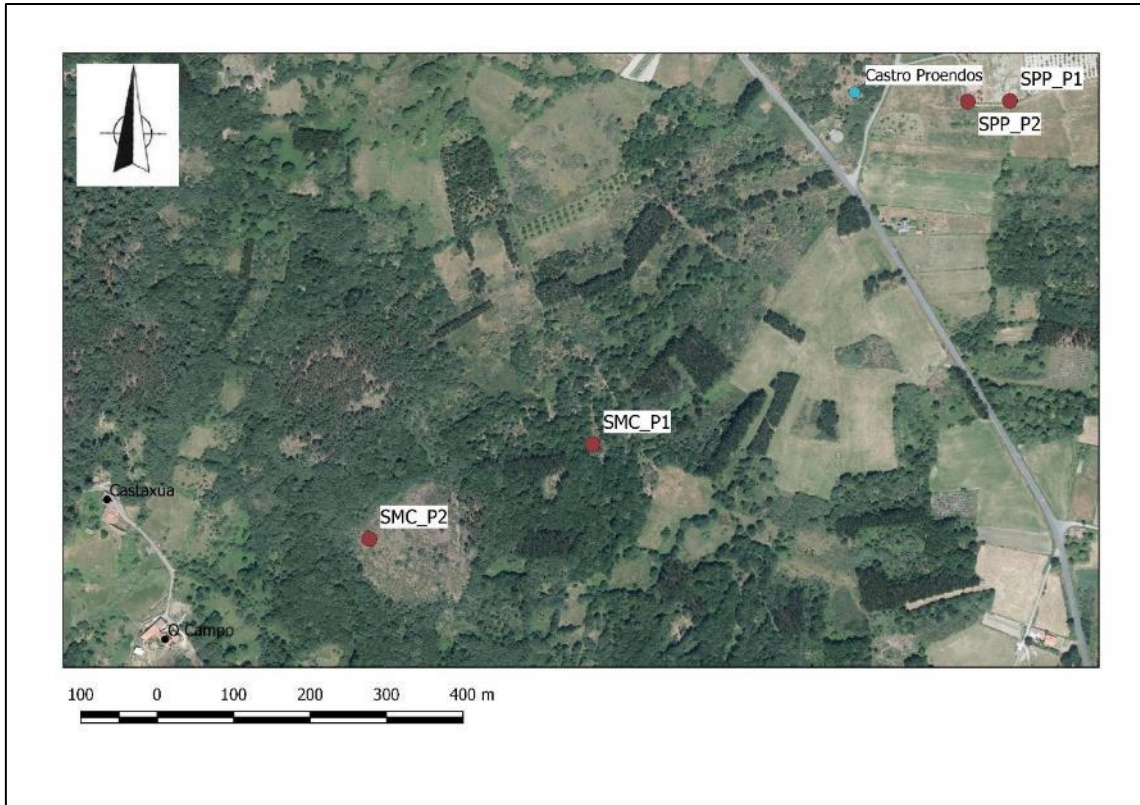 Castro Proendos
SPP_P1
SPP_P2
SMC_P1
Castaxúa
SMC_P2
O Campo
100 0 100 200 300 400 m